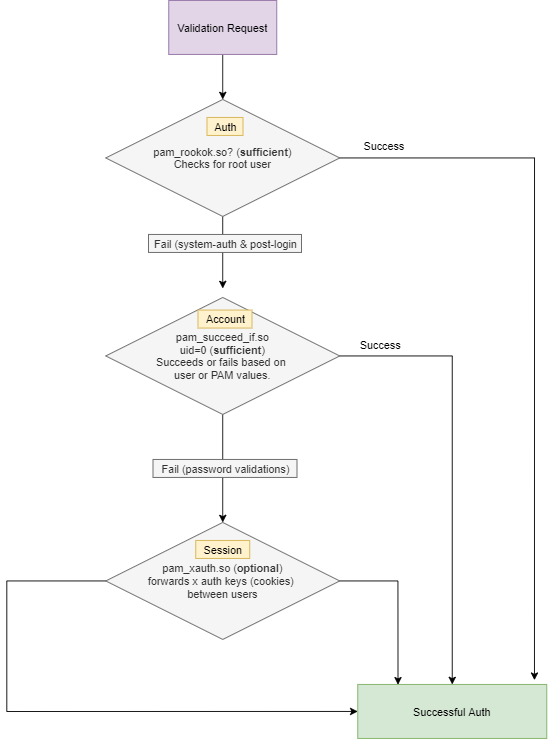 Validation Request
Auth
pam_rookok.so? (sufficient)
Checks for root user
Success
Fail (system-auth & post-login
Account
pam_succeed_if.so
uid=0 (sufficient)
Succeeds or fails based on
user or PAM values.
Success
Fail (password validations)
Session
pam_xauth.so (optional)
forwards x auth keys (cookies)
between users
Successful Auth